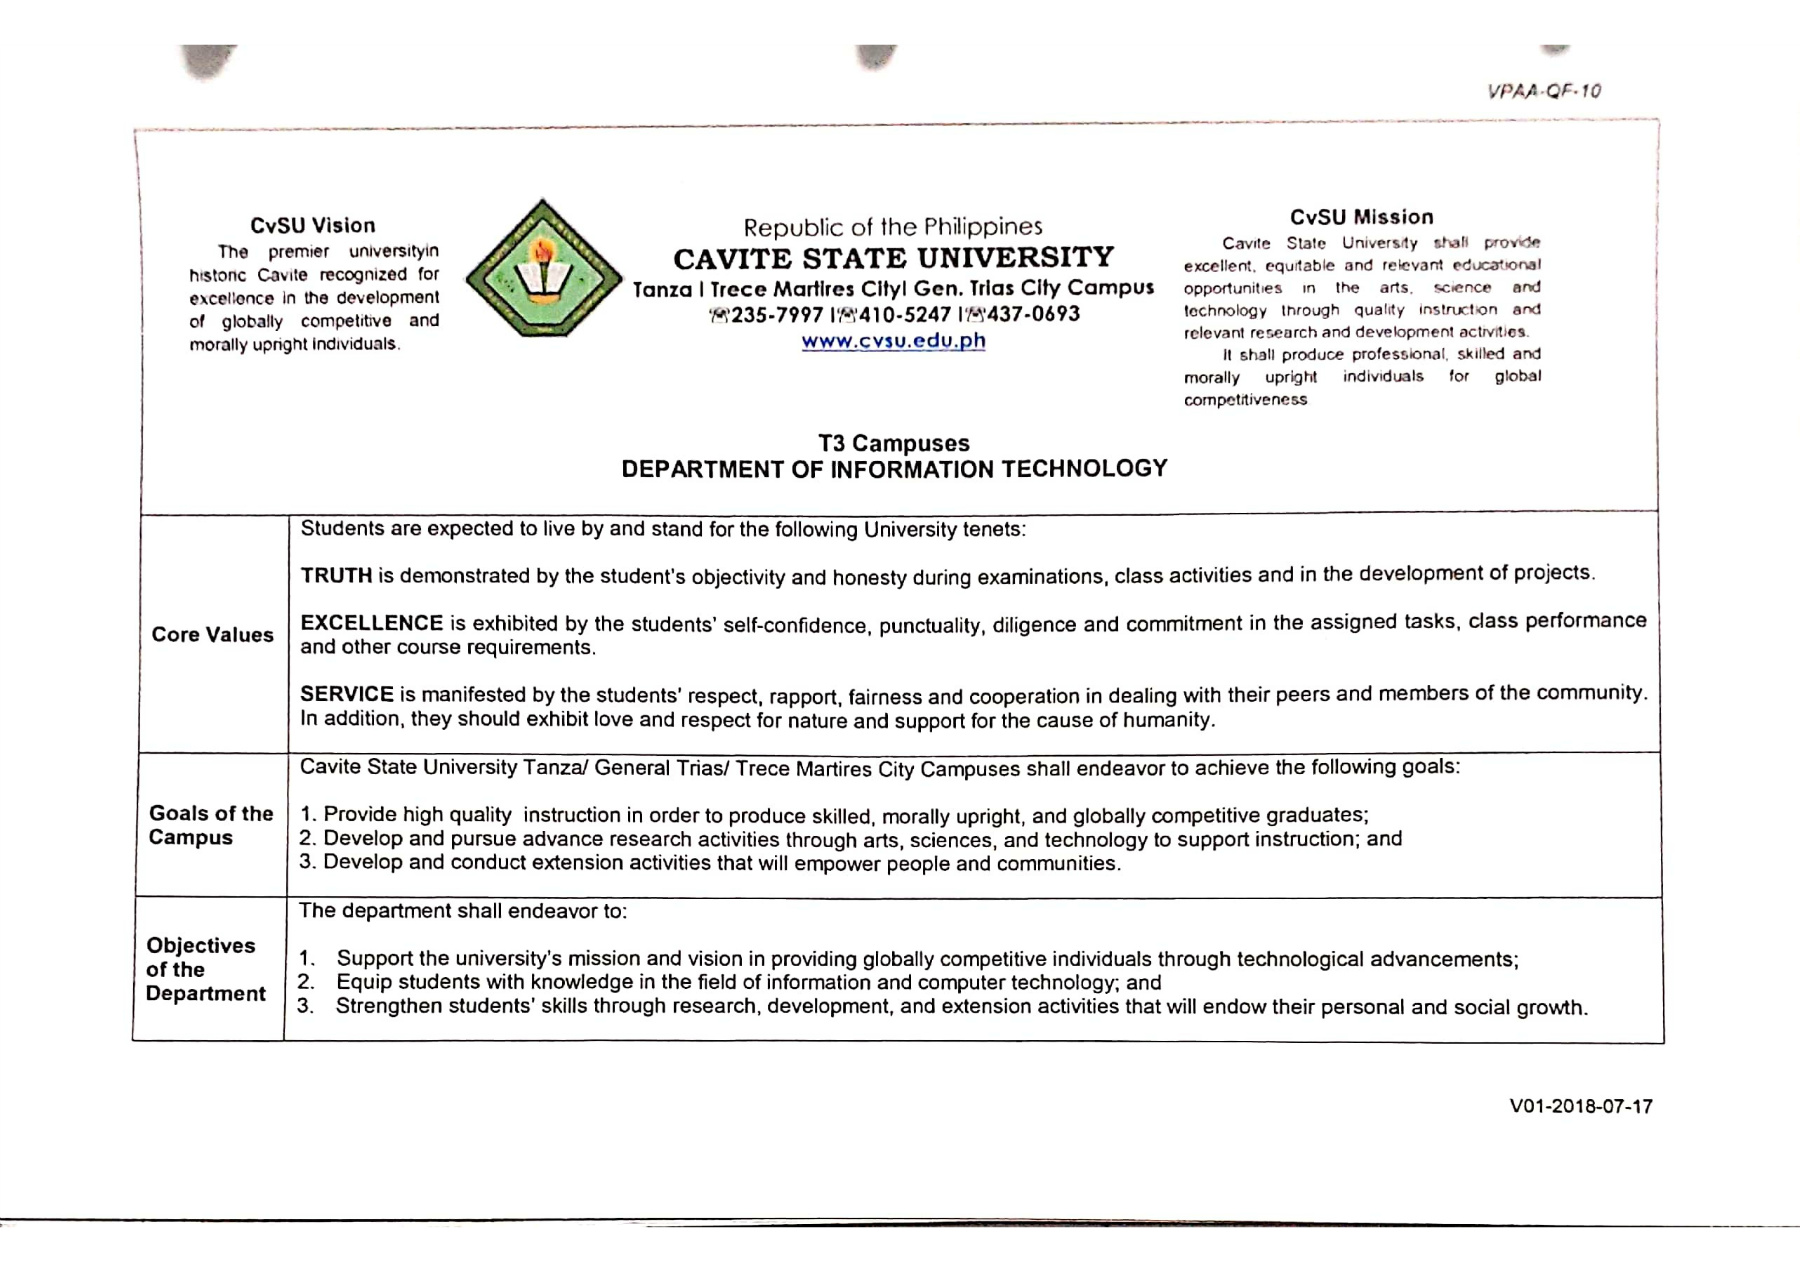 VPAA-QF-10
CvSU Vision
The premier universityin
historic Cavite recognized for
excellence in the development
of globally competitive and
morally upright individuals.
Republic of the Philippines
CAVITE STATE UNIVERSITY
Tanza | Trece Martires City| Gen. Trias City Campus
☏235-7997 |☏410-5247 |☏437-0693
www.cvsu.edu.ph
CvSU Mission
Cavite State University shall provide
excellent, equitable and relevant educational
opportunities in the arts, science and
technology through quality instruction and
relevant research and development activities.
It shall produce professional, skilled and
morally upright individuals for global
competitiveness
T3 Campuses
DEPARTMENT OF INFORMATION TECHNOLOGY
Core Values
Students are expected to live by and stand for the following University tenets:
TRUTH is demonstrated by the student's objectivity and honesty during examinations, class activities and in the development of projects.
EXCELLENCE is exhibited by the students' self-confidence, punctuality, diligence and commitment in the assigned tasks, class performance
and other course requirements.
SERVICE is manifested by the students' respect, rapport, fairness and cooperation in dealing with their peers and members of the community.
In addition, they should exhibit love and respect for nature and support for the cause of humanity.
Goals of the
Campus
Cavite State University Tanza/ General Trias/ Trece Martires City Campuses shall endeavor to achieve the following goals:
1. Provide high quality instruction in order to produce skilled, morally upright, and globally competitive graduates;
2. Develop and pursue advance research activities through arts, sciences, and technology to support instruction; and
3. Develop and conduct extension activities that will empower people and communities.
Objectives
of the
Department
The department shall endeavor to:
1. Support the university's mission and vision in providing globally competitive individuals through technological advancements;
2. Equip students with knowledge in the field of information and computer technology; and
3. Strengthen students' skills through research, development, and extension activities that will endow their personal and social growth.
V01-2018-07-17